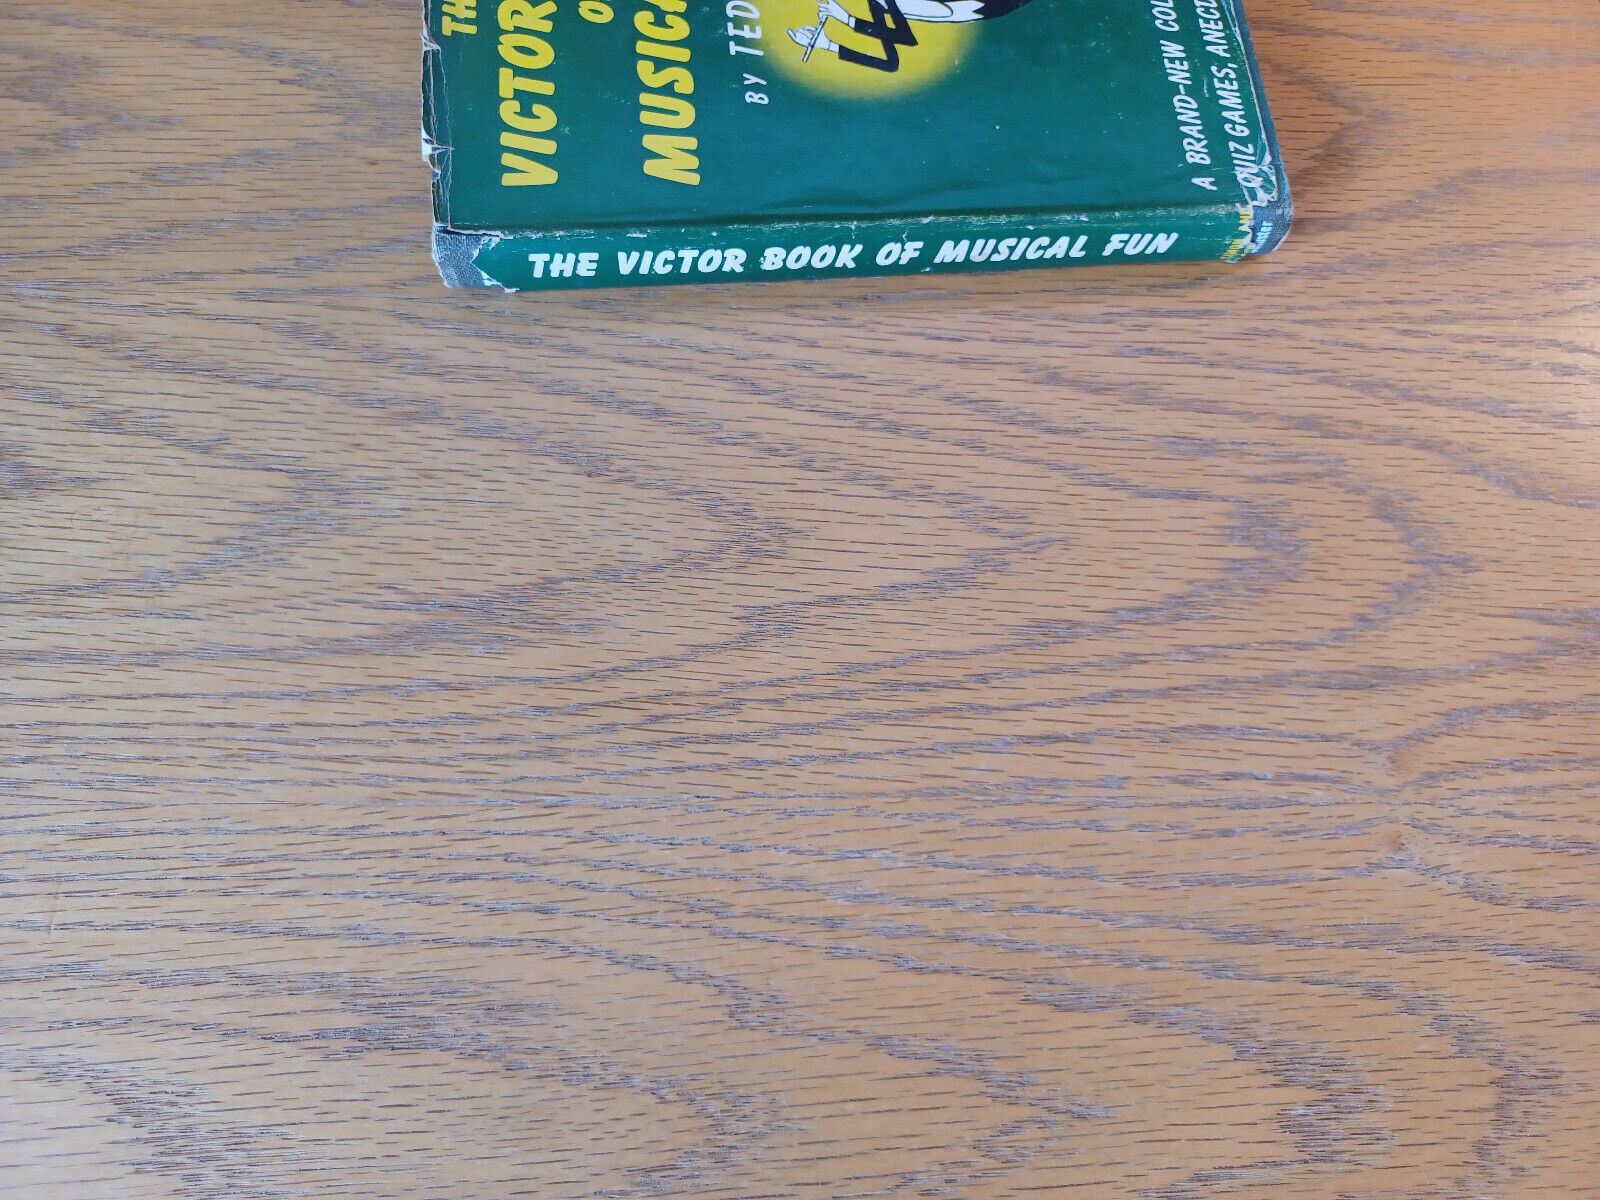 TH
VICTOR
O
MUSICA
BY TED
A BRAND-NEW COL
QUIZ GAMES, ANECD
THE VICTOR BOOK OF MUSICAL FUN